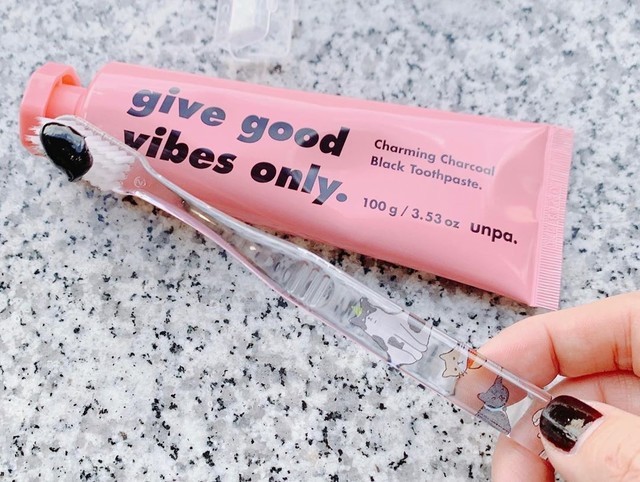 give good
vibes only.
Charming Charcoal
Black Toothpaste.
100 g / 3.53 oz unpa.